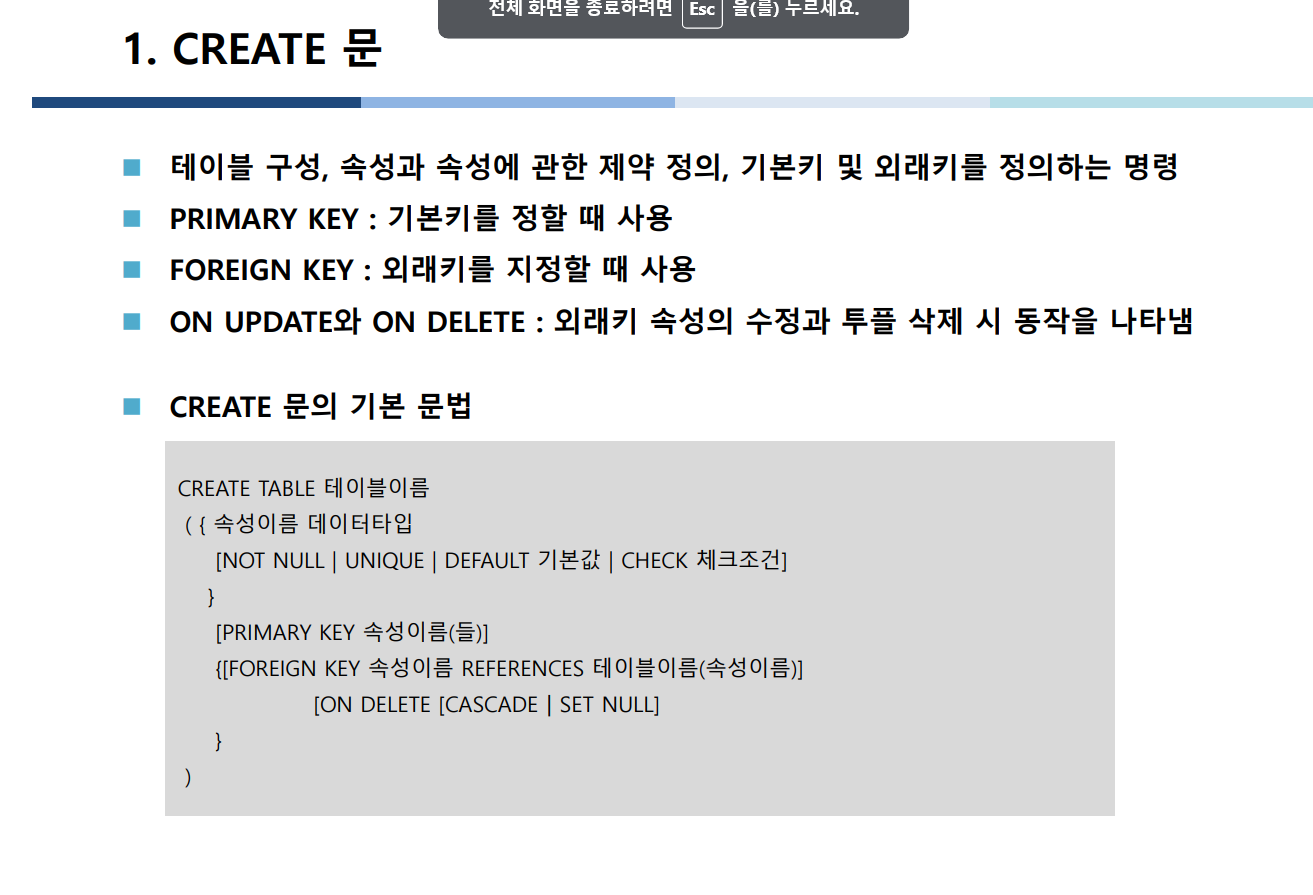 전체 화면을 종료하려면 Esc 을(를) 누르세요.
1. CREATE 문
테이블 구성, 속성과 속성에 관한 제약 정의, 기본키 및 외래키를 정의하는 명령
PRIMARY KEY : 기본키를 정할 때 사용
FOREIGN KEY : 외래키를 지정할 때 사용
ON UPDATE와 ON DELETE : 외래키 속성의 수정과 투플 삭제 시 동작을 나타냄
CREATE 문의 기본 문법
CREATE TABLE 테이블이름
( { 속성이름 데이터타입
[NOT NULL | UNIQUE | DEFAULT 기본값 | CHECK 체크조건]
}
[PRIMARY KEY 속성이름(들)]
{[FOREIGN KEY 속성이름 REFERENCES 테이블이름(속성이름)]
[ON DELETE [CASCADE | SET NULL]
}
)